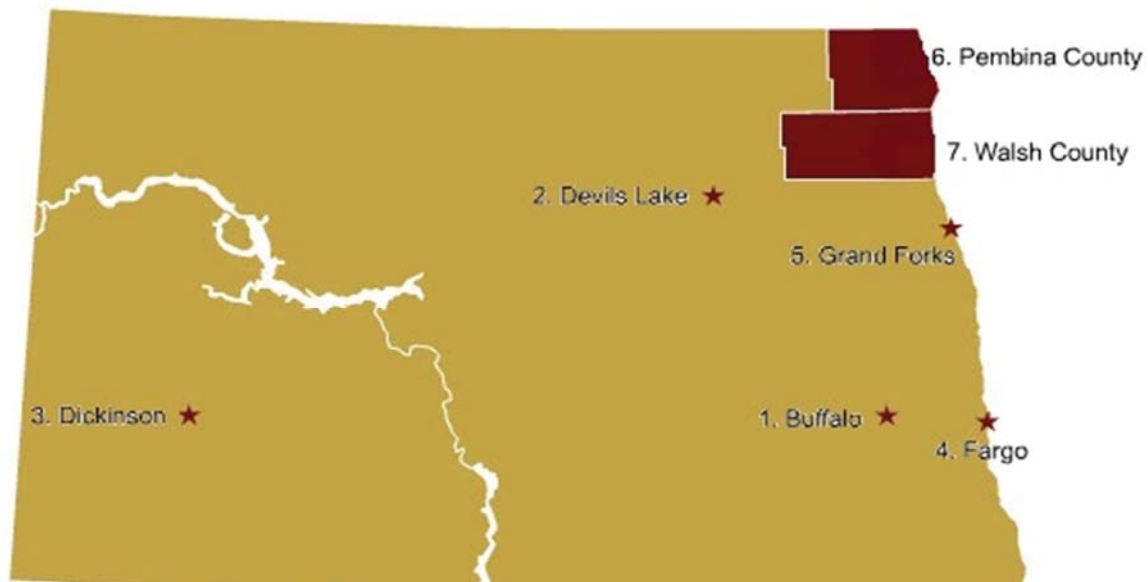 6. Pembina County
7. Walsh County
2. Devils Lake
5. Grand Forks
3. Dickinson
1. Buffalo
4. Fargo